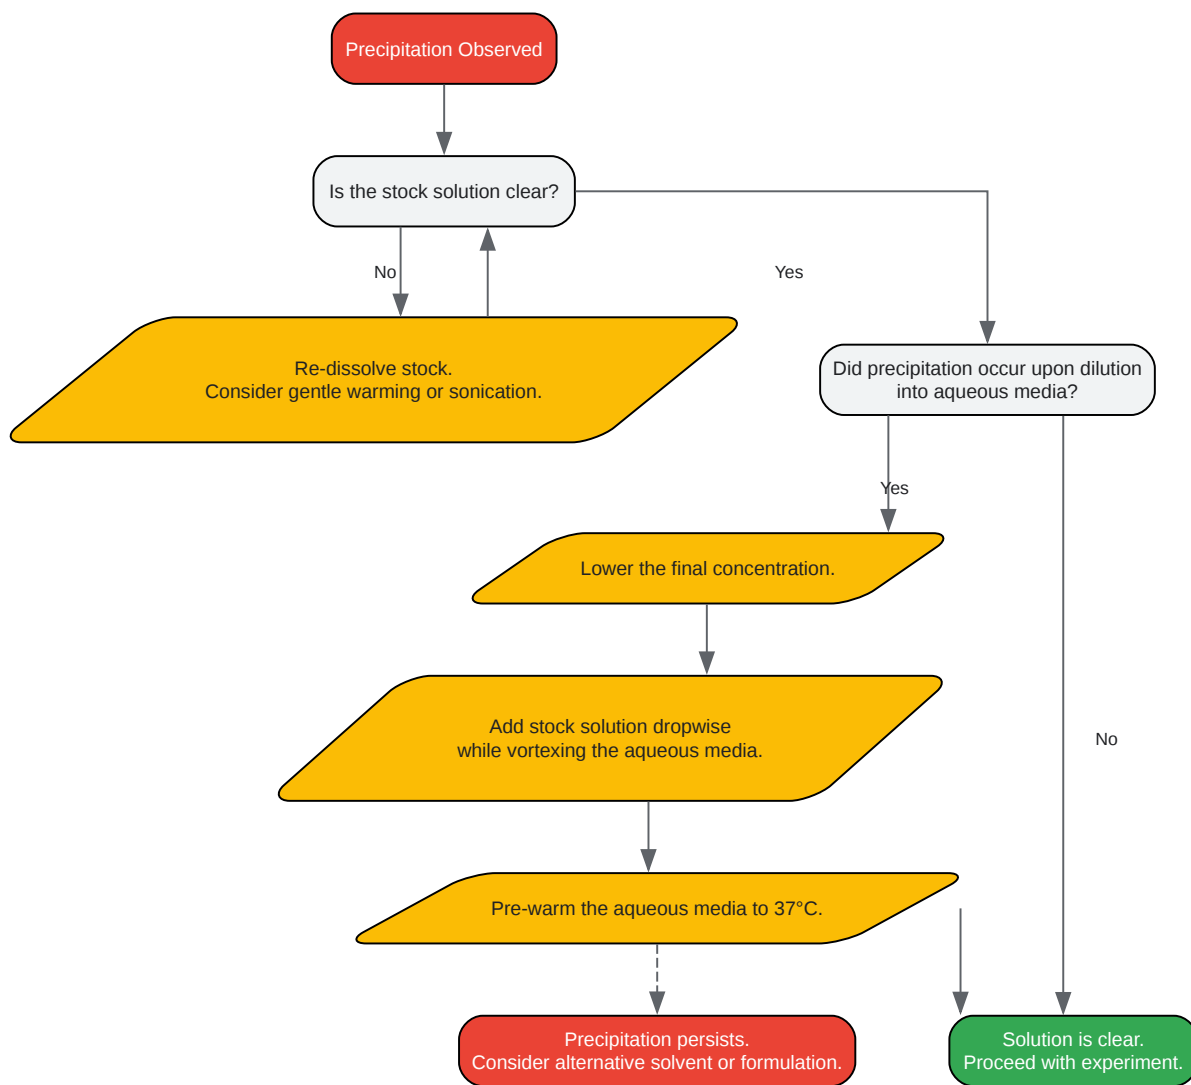 Precipitation Observed
Is the stock solution clear?
No
Yes
Re-dissolve stock.
Consider gentle warming or sonication.
Did precipitation occur upon dilution
into aqueous media?
Yes
Lower the final concentration.
Add stock solution dropwise
while vortexing the aqueous media.
No
Pre-warm the aqueous media to 37°C.
Precipitation persists.
Consider alternative solvent or formulation.
Solution is clear.
Proceed with experiment.